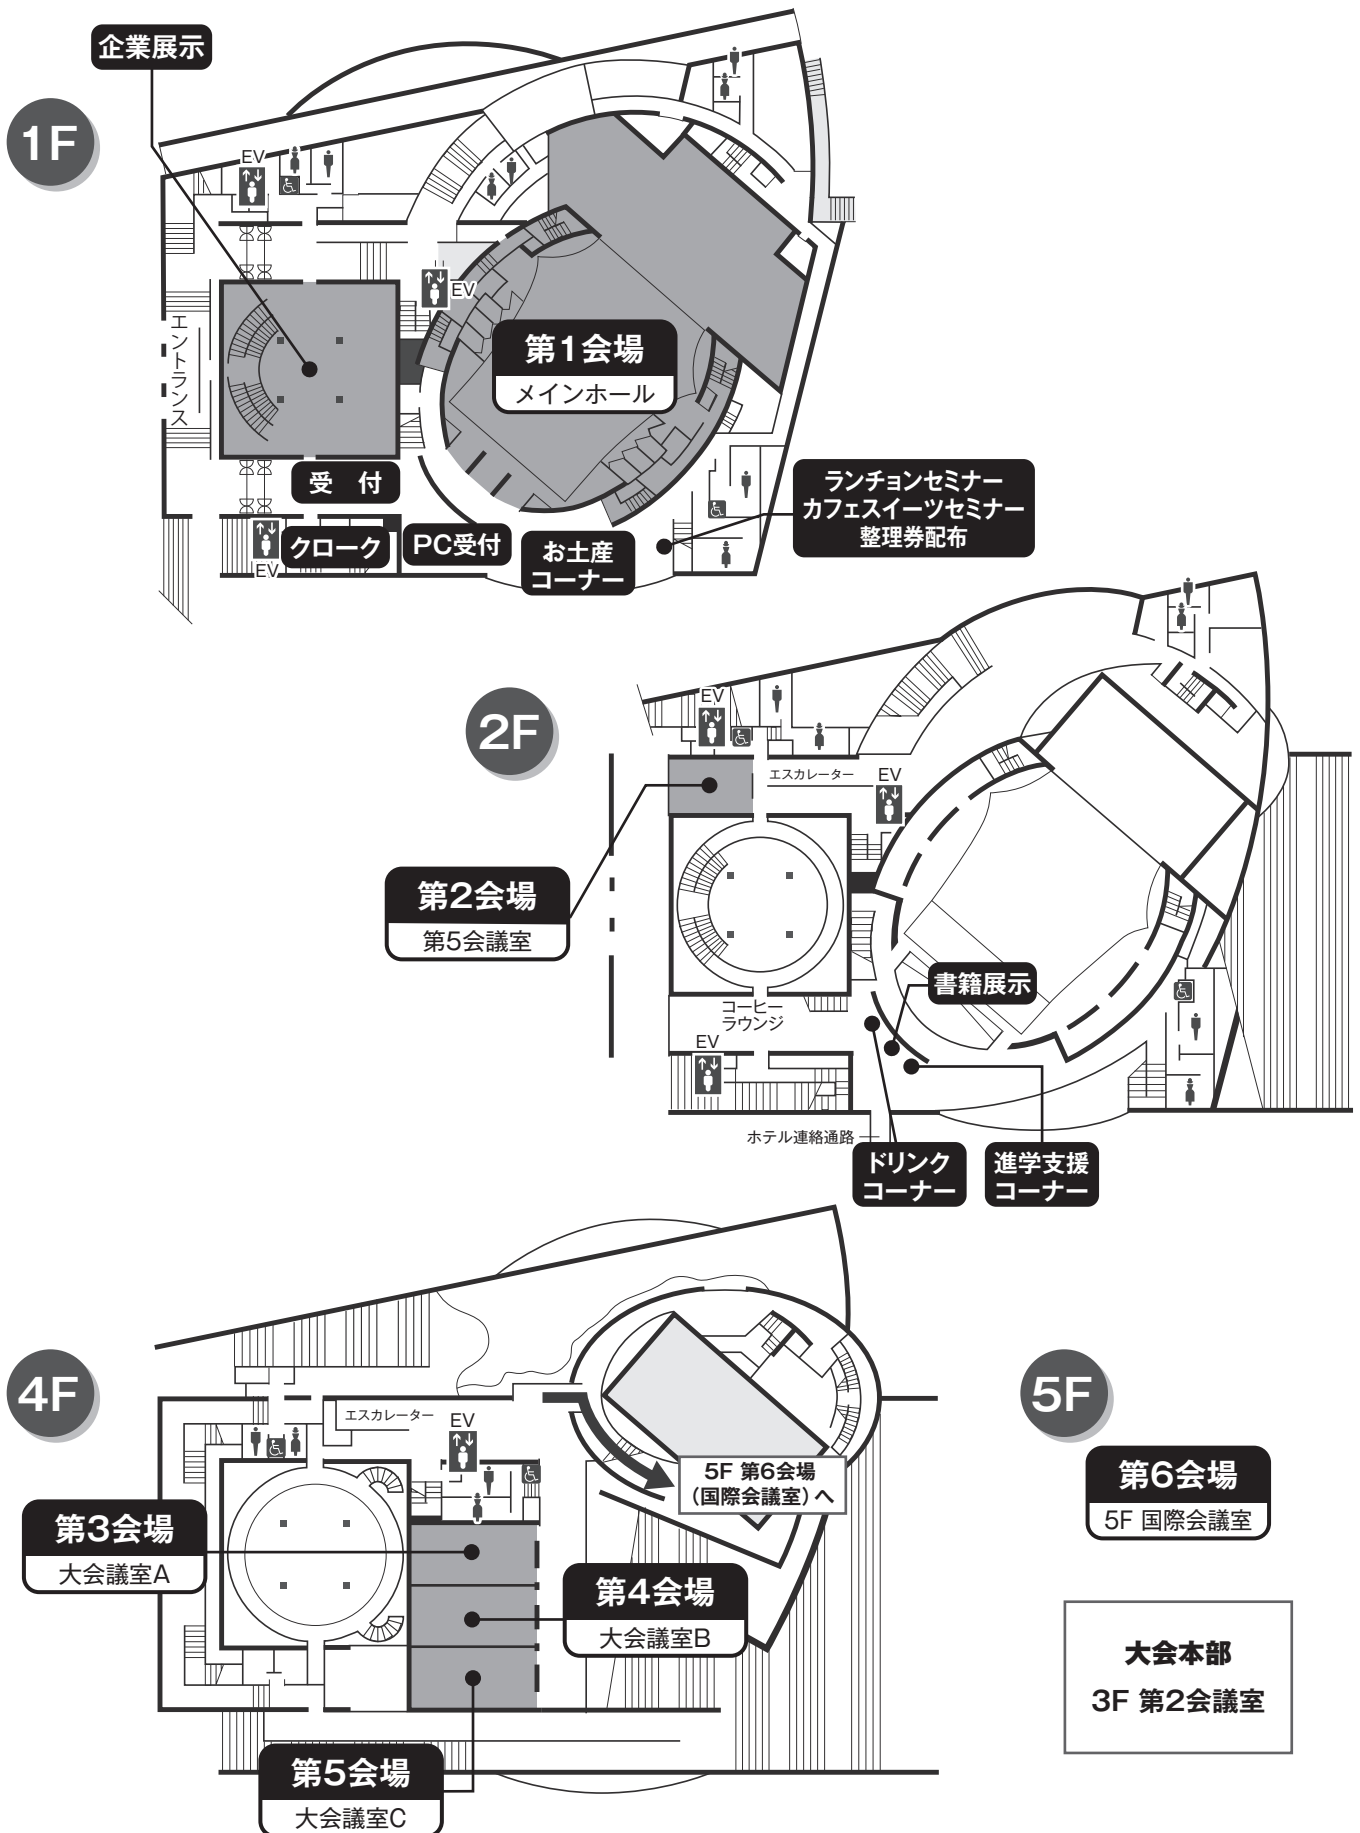 企業展示
1F
EV
EV
エントランス
第1会場
メインホール
受 付
クローク
PC受付
EV
お土産
コーナー
ランチョンセミナー
カフェスイーツセミナー
整理券配布
2F
EV
エスカレーター
EV
第2会場
第5会議室
書籍展示
コーヒー
ラウンジ
EV
ホテル連絡通路
ドリンク
コーナー
進学支援
コーナー
4F
エスカレーター
EV
5F 第6会場
(国際会議室)へ
第3会場
大会議室A
第4会場
大会議室B
第5会場
大会議室C
5F
第6会場
5F 国際会議室
大会本部
3F 第2会議室